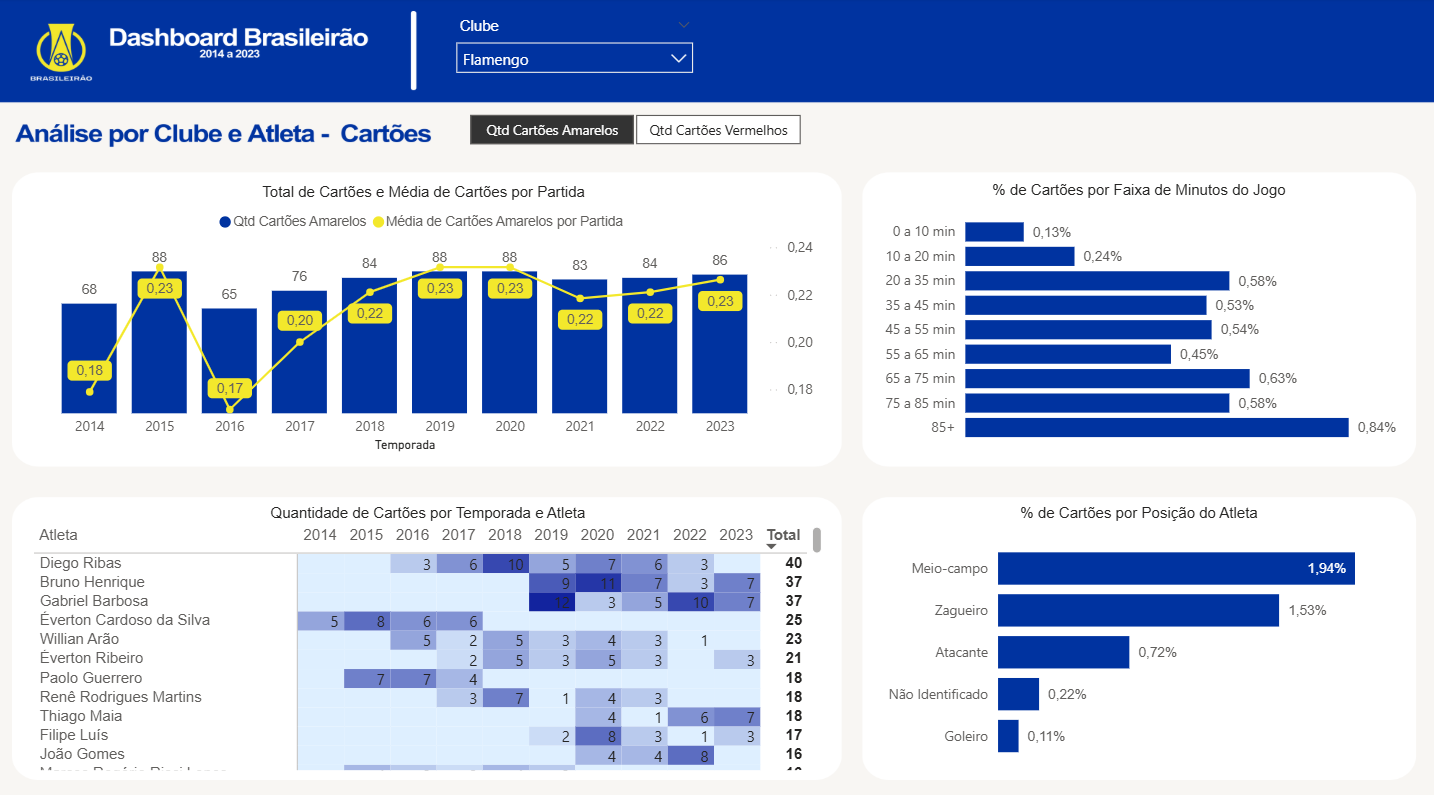 BRASILEIRÃO
Dashboard Brasileirão
2014 a 2023
Clube
Flamengo
Análise por Clube e Atleta - Cartões
Qtd Cartões Amarelos
Qtd Cartões Vermelhos
Total de Cartões e Média de Cartões por Partida
Qtd Cartões Amarelos Média de Cartões Amarelos por Partida
68 88 65 76 84 88 88 83 84 86
0,18 0,23 0,17 0,20 0,22 0,23 0,23 0,22 0,22 0,23
0,24
0,22
0,20
0,18
2014 2015 2016 2017 2018 2019 2020 2021 2022 2023
Temporada
% de Cartões por Faixa de Minutos do Jogo
0 a 10 min 0,13%
10 a 20 min 0,24%
20 a 35 min 0,58%
35 a 45 min 0,53%
45 a 55 min 0,54%
55 a 65 min 0,45%
65 a 75 min 0,63%
75 a 85 min 0,58%
85+ 0,84%
Quantidade de Cartões por Temporada e Atleta
Atleta 2014 2015 2016 2017 2018 2019 2020 2021 2022 2023 Total
Diego Ribas 3 6 10 5 7 6 3 40
Bruno Henrique 9 11 7 3 7 37
Gabriel Barbosa 12 3 5 10 7 37
Éverton Cardoso da Silva 5 8 6 6 25
Willian Arão 5 2 5 3 4 3 1 23
Éverton Ribeiro 2 5 3 5 3 3 21
Paolo Guerrero 7 7 4 18
Renê Rodrigues Martins 3 7 1 4 3 18
Thiago Maia 4 1 6 7 18
Filipe Luís 2 8 3 1 3 17
João Gomes 4 4 8 16
% de Cartões por Posição do Atleta
Meio-campo 1,94%
Zagueiro 1,53%
Atacante 0,72%
Não Identificado 0,22%
Goleiro 0,11%